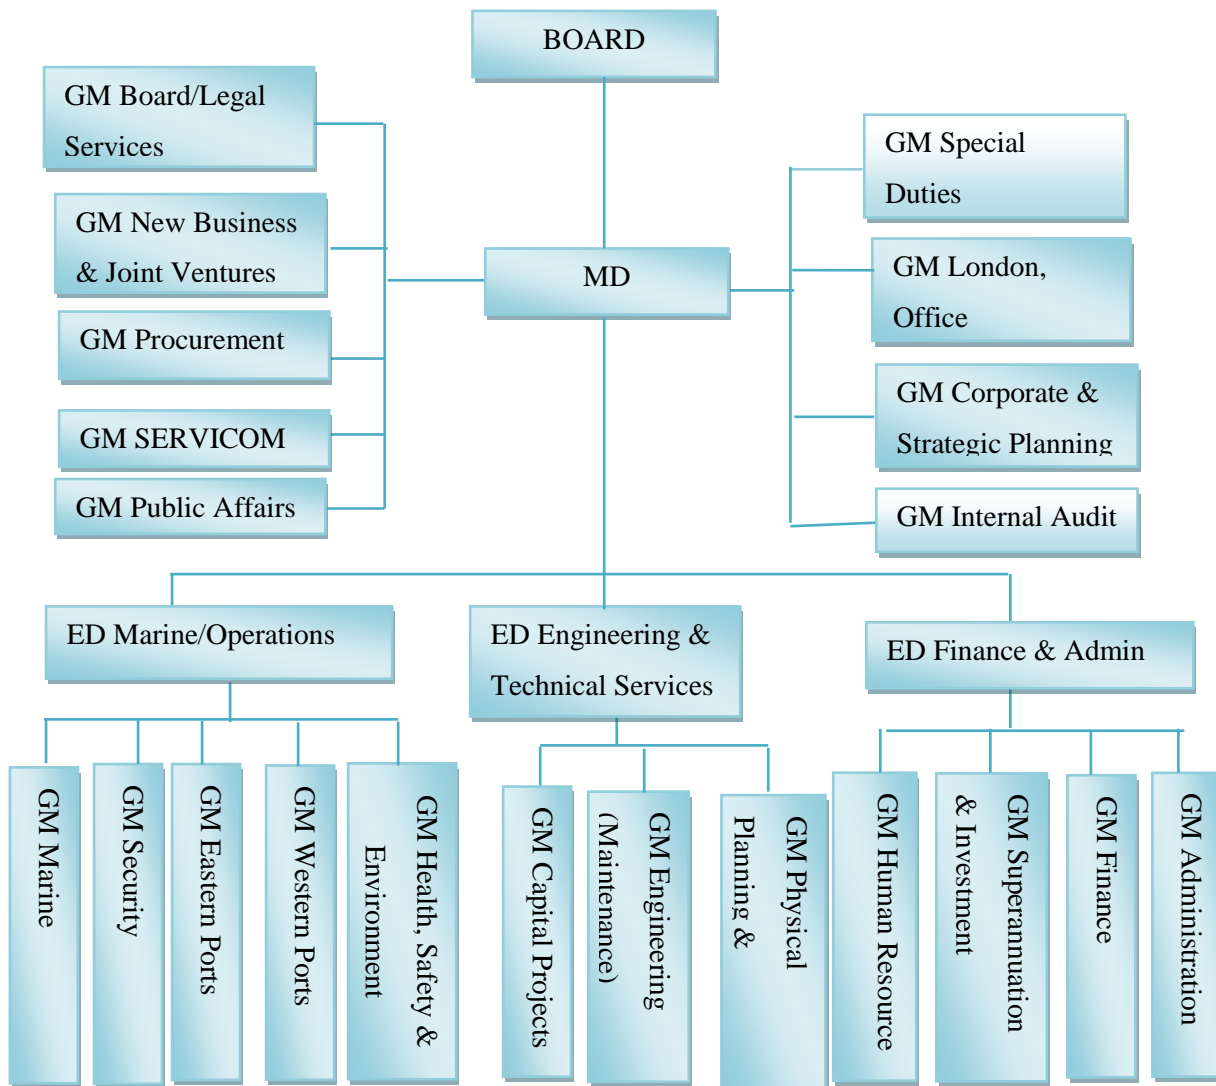 BOARD
GM Board/Legal
Services
GM New Business
& Joint Ventures
GM Procurement
GM SERVICOM
GM Public Affairs
MD
GM Special
Duties
GM London,
Office
GM Corporate &
Strategic Planning
GM Internal Audit
ED Marine/Operations
ED Engineering &
Technical Services
ED Finance & Admin
GM Marine
GM Security
GM Eastern Ports
GM Western Ports
GM Health, Safety &
Environment
GM Capital Projects
GM Engineering
(Maintenance)
GM Physical
Planning &
GM Human Resource
GM Superannuation
& Investment
GM Finance
GM Administration